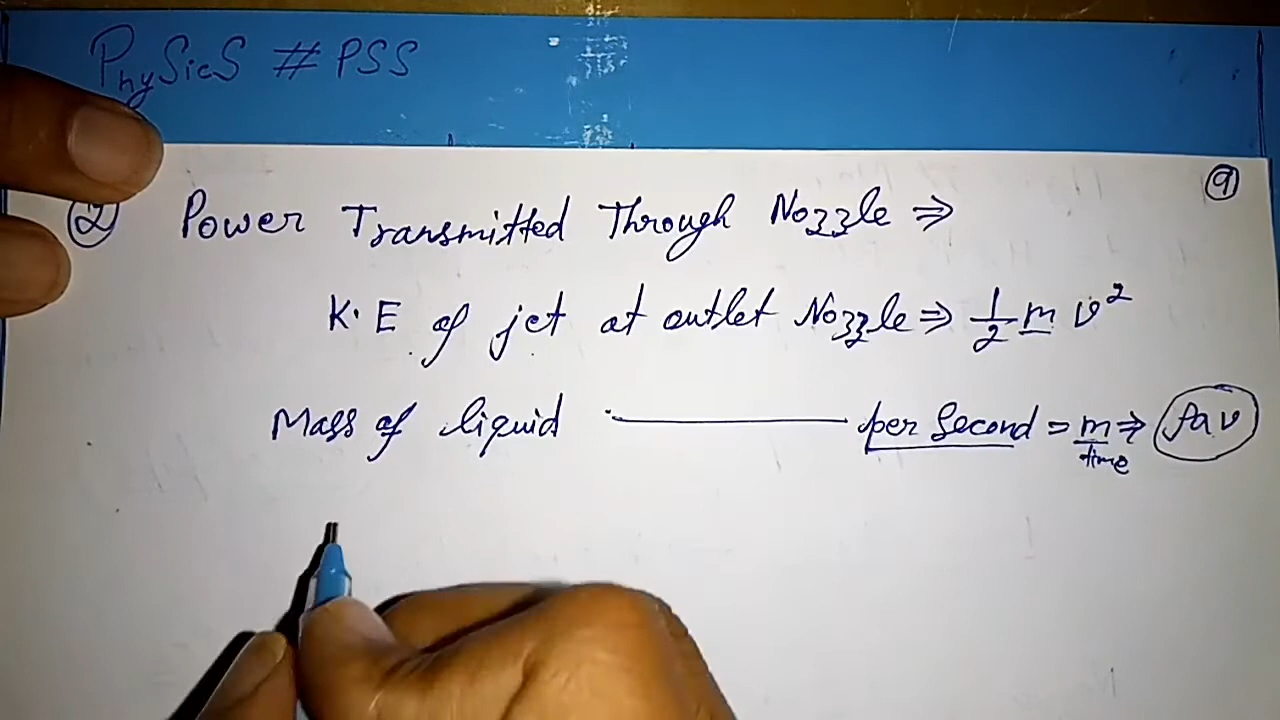 Physics # PSS
9
2 Power Transmitted Through Nozzle ⇒
K.E of jet at outlet Nozzle ⇒ 1/2 m v²
Mass of liquid ——— per Second = m/time ⇒ ρav